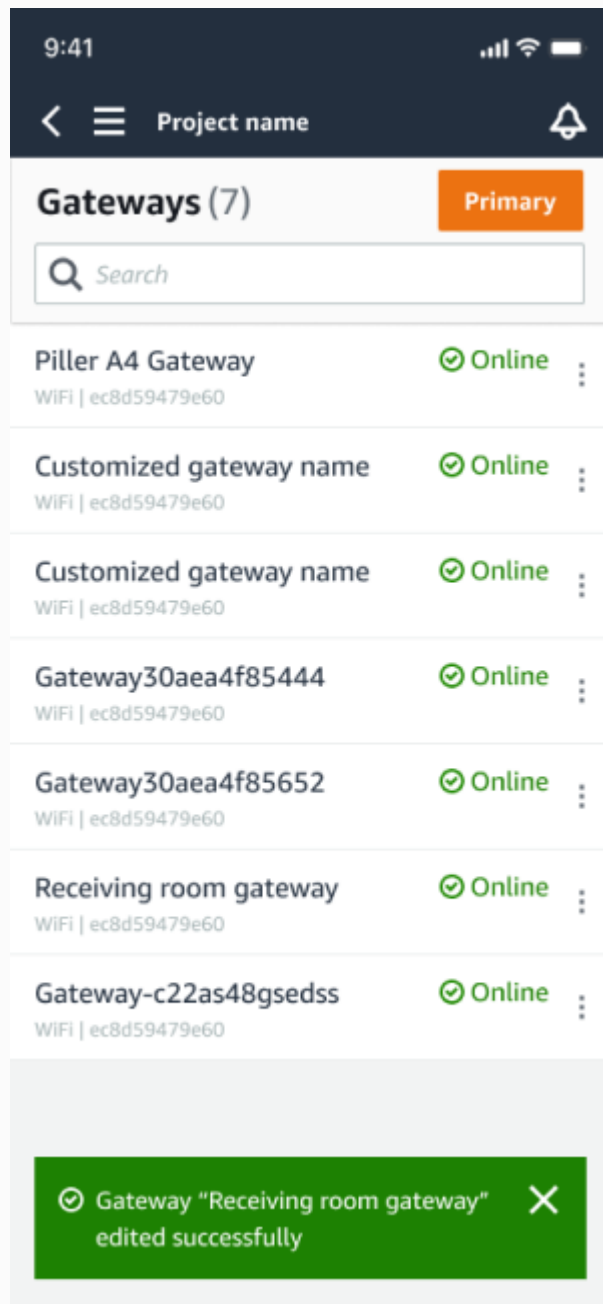 9:41
Project name
Gateways (7)
Primary
Search
Piller A4 Gateway
Online
WiFi | ec8d59479e60
Customized gateway name
Online
WiFi | ec8d59479e60
Customized gateway name
Online
WiFi | ec8d59479e60
Gateway30aea4f85444
Online
WiFi | ec8d59479e60
Gateway30aea4f85652
Online
WiFi | ec8d59479e60
Receiving room gateway
Online
WiFi | ec8d59479e60
Gateway-c22as48gsedss
Online
WiFi | ec8d59479e60
Gateway “Receiving room gateway”
edited successfully